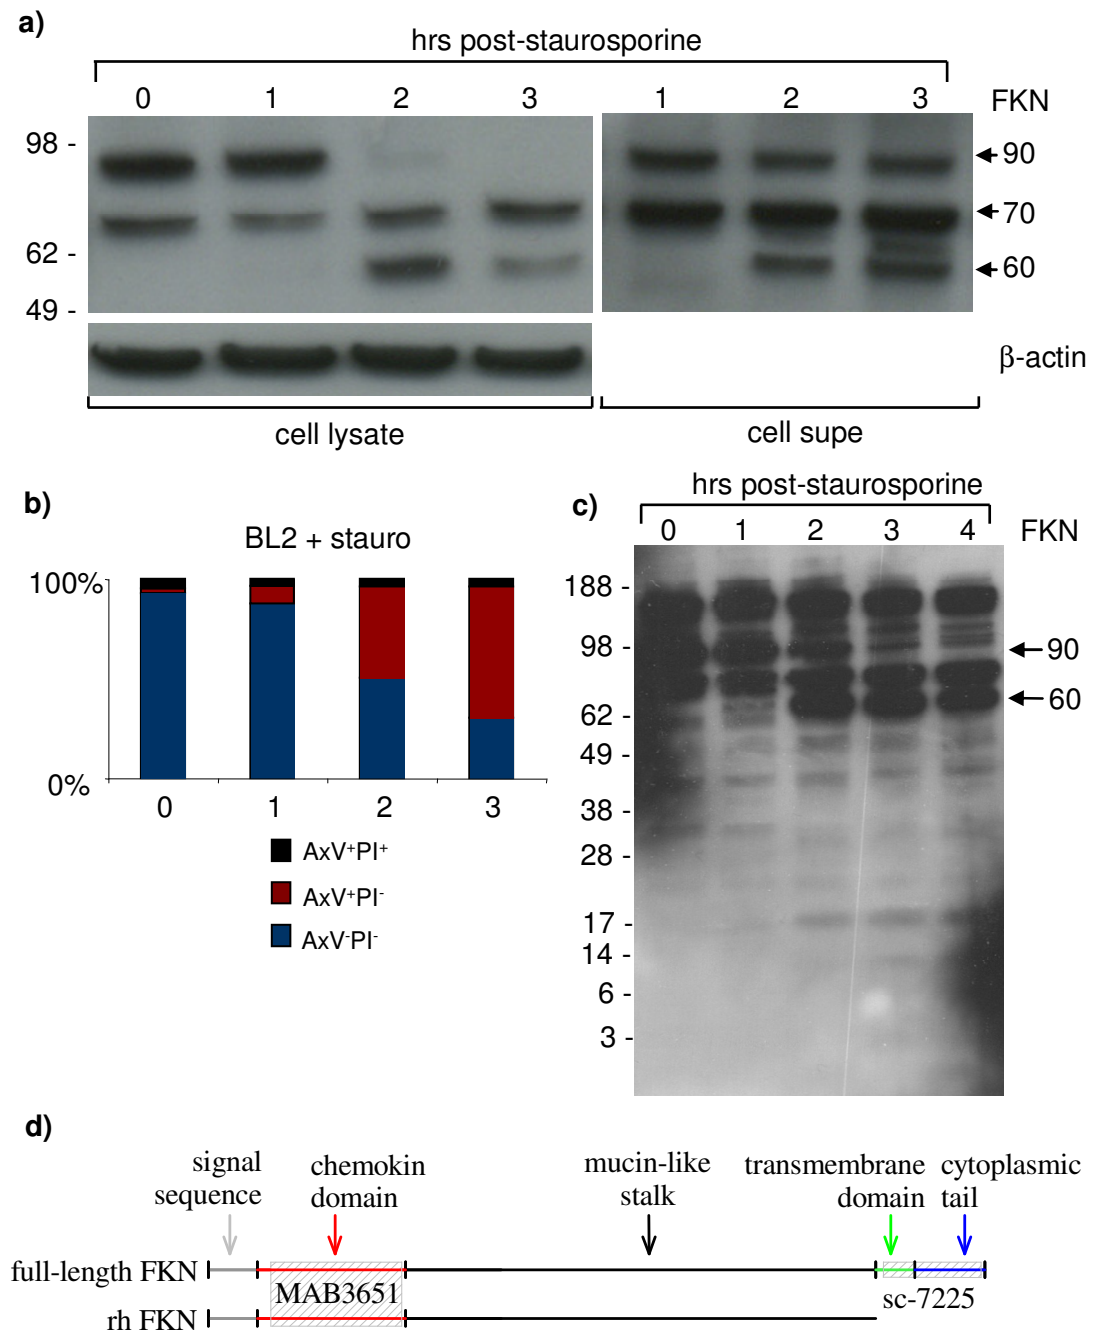 a)
hrs post-staurosporine
0 1 2 3 1 2 3 FKN
98 -
62 -
49 -
90
70
60
β-actin
cell lysate
cell supe
b)
BL2 + stauro
100%
0%
0 1 2 3
AxV⁺PI⁺
AxV⁺PI⁻
AxV⁻PI⁻
c)
hrs post-staurosporine
0 1 2 3 4 FKN
188 -
98 -
62 -
49 -
38 -
28 -
17 -
14 -
6 -
3 -
90
60
d)
signal
sequence
chemokin
domain
mucin-like
stalk
transmembrane
domain
cytoplasmic
tail
full-length FKN
MAB3651
sc-7225
rh FKN